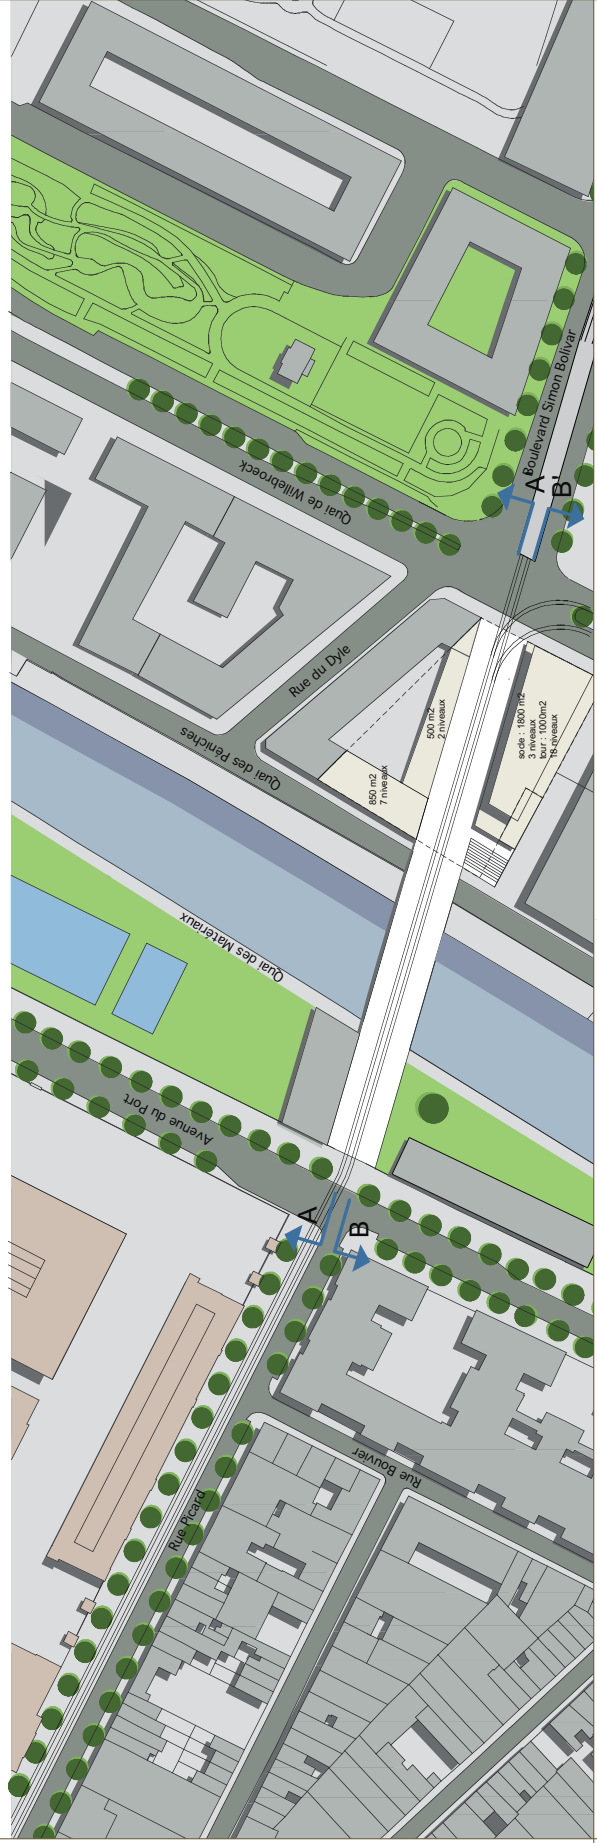 Boulevard Simon Bolivar
A'
B'
Quai de Willebroeck
Rue du Dyle
Quai des Péniches
500 m2
2 niveaux
850 m2
7 niveaux
socle : 1800 m2
3 niveaux
tour : 1000m2
18 niveaux
Quai des Matériaux
Avenue du Port
A
B
Rue Bouvier
Rue Picard